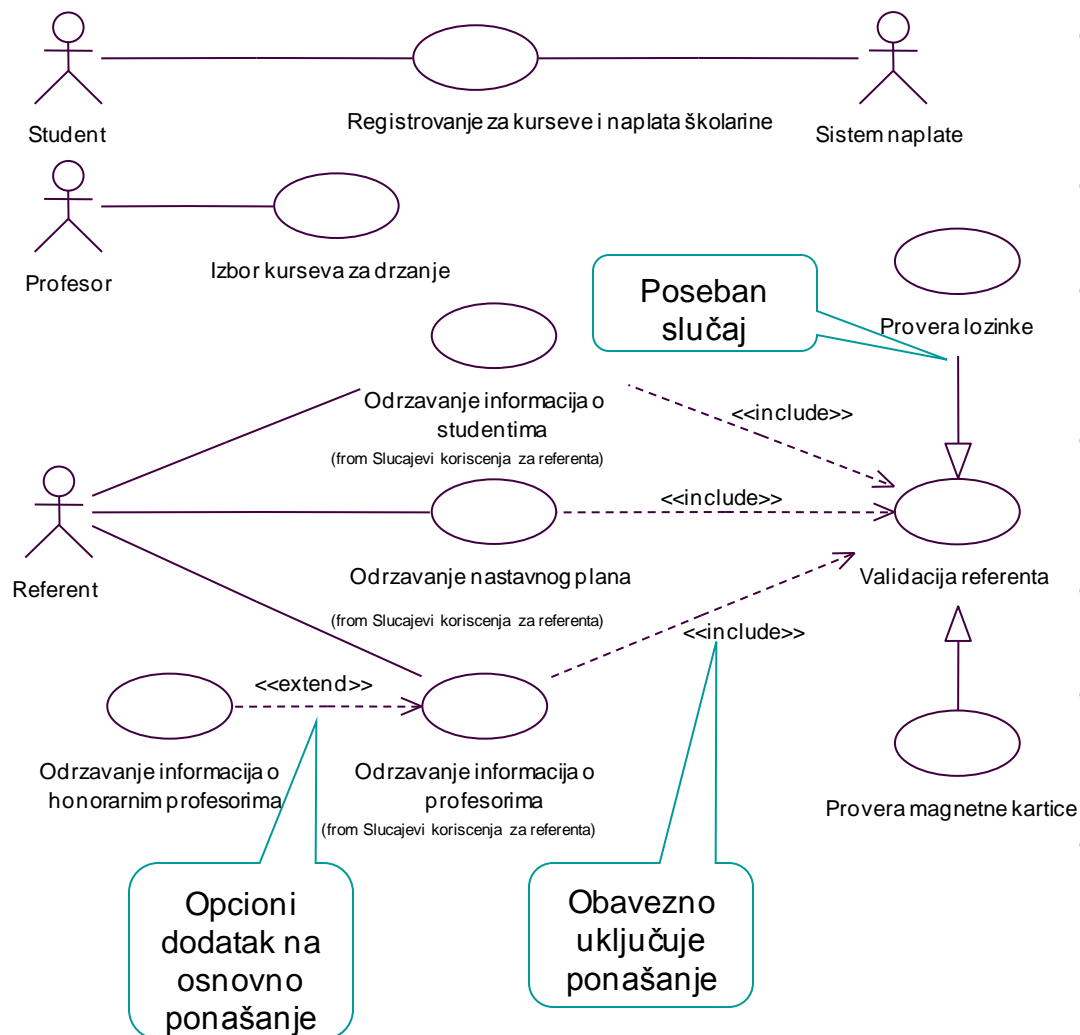 Student
Registrovanje za kurseve i naplata školarine
Sistem naplate
Profesor
Izbor kurseva za drzanje
Poseban
slučaj
Provera lozinke
Odrzavanje informacija o
studentima
(from Slucajevi koriscenja za referenta)
<<include>>
<<include>>
Referent
Odrzavanje nastavnog plana
(from Slucajevi koriscenja za referenta)
Validacija referenta
<<include>>
<<extend>>
Odrzavanje informacija o
honorarnim profesorima
Odrzavanje informacija o
profesorima
(from Slucajevi koriscenja za referenta)
Provera magnetne kartice
Opcioni
dodatak na
osnovno
ponašanje
Obavezno
uključuje
ponašanje